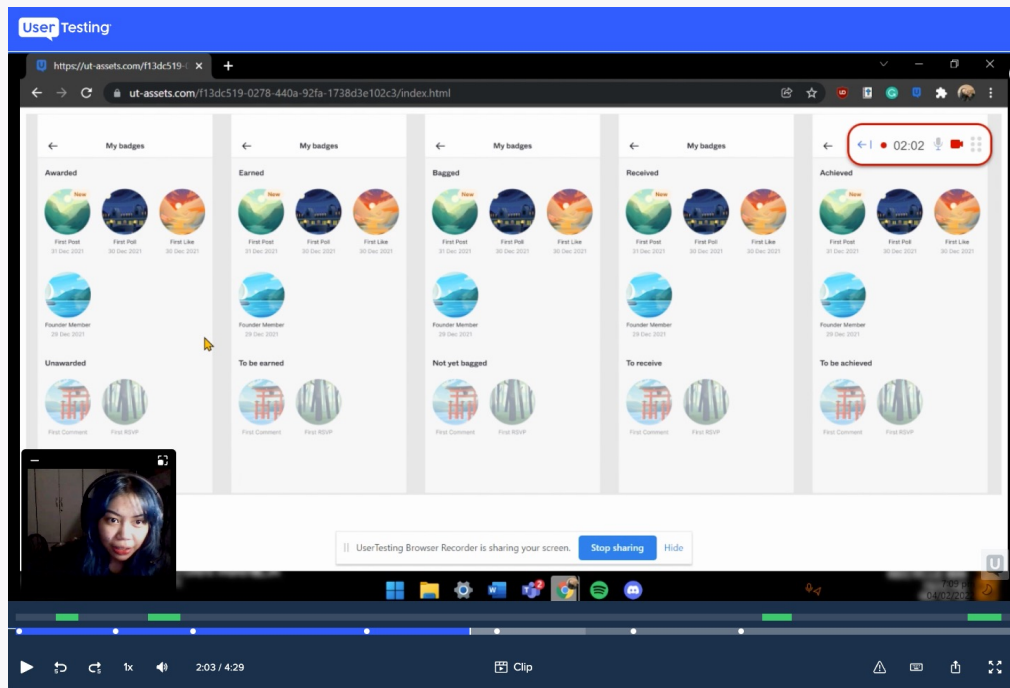 UserTesting
https://ut-assets.com/f13dc519-(
ut-assets.com/f13dc519-0278-440a-92fa-1738d3e102c3/index.html
02:02
My badges My badges My badges My badges
Awarded Earned Bagged Received Achieved
New New New New New
First Post First Poll First Like First Post First Poll First Like First Post First Poll First Like First Post First Poll First Like First Post First Poll First Like
31 Dec 2021 30 Dec 2021 30 Dec 2021 31 Dec 2021 30 Dec 2021 30 Dec 2021 31 Dec 2021 30 Dec 2021 30 Dec 2021 31 Dec 2021 30 Dec 2021 30 Dec 2021 31 Dec 2021 30 Dec 2021 30 Dec 2021
Founder Member Founder Member Founder Member Founder Member Founder Member
29 Dec 2021 29 Dec 2021 29 Dec 2021 29 Dec 2021 29 Dec 2021
Unawarded To be earned Not yet bagged To receive To be achieved
First Comment First RSVP First Comment First RSVP First Comment First RSVP First Comment First RSVP First Comment First RSVP
UserTesting Browser Recorder is sharing your screen. Stop sharing Hide
1x 2:03 / 4:29 Clip